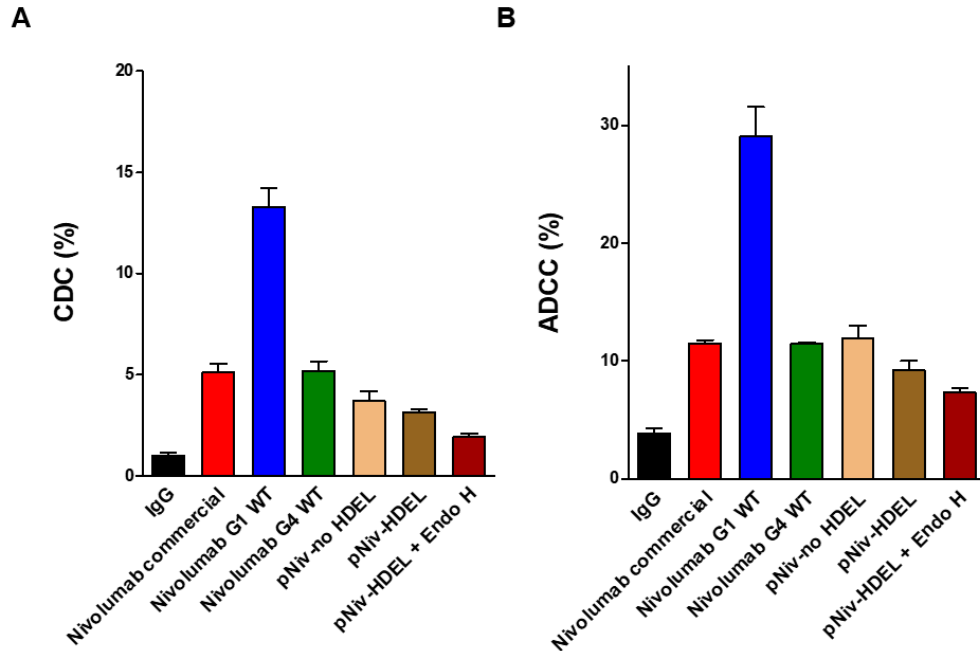 A
CDC (%)
20
15
10
5
0
IgG
Nivolumab commercial
Nivolumab G1 WT
Nivolumab G4 WT
pNiv-no HDEL
pNiv-HDEL
pNiv-HDEL + Endo H
B
ADCC (%)
30
20
10
0
IgG
Nivolumab commercial
Nivolumab G1 WT
Nivolumab G4 WT
pNiv-no HDEL
pNiv-HDEL
pNiv-HDEL + Endo H